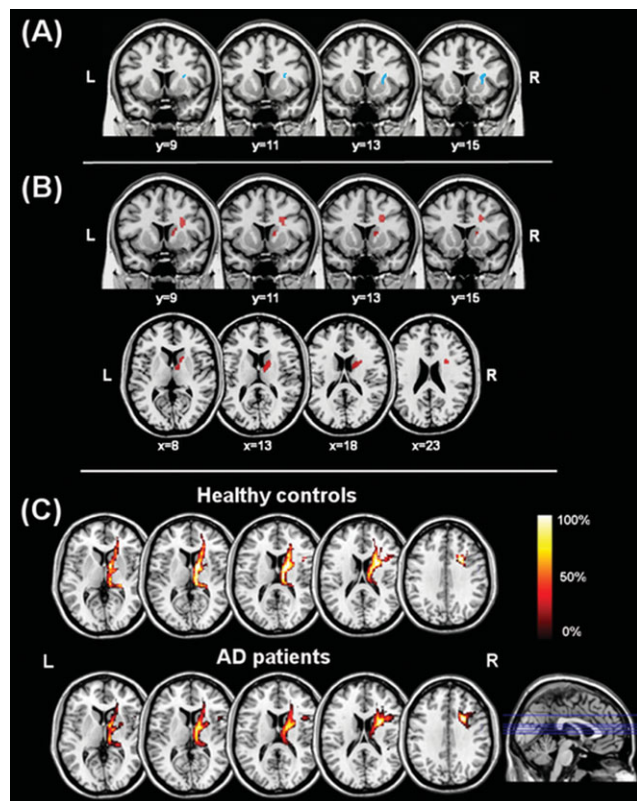 (A)
L R
y=9 y=11 y=13 y=15
(B)
L R
y=9 y=11 y=13 y=15
L R
x=8 x=13 x=18 x=23
(C)
Healthy controls
100%
50%
0%
L R
AD patients